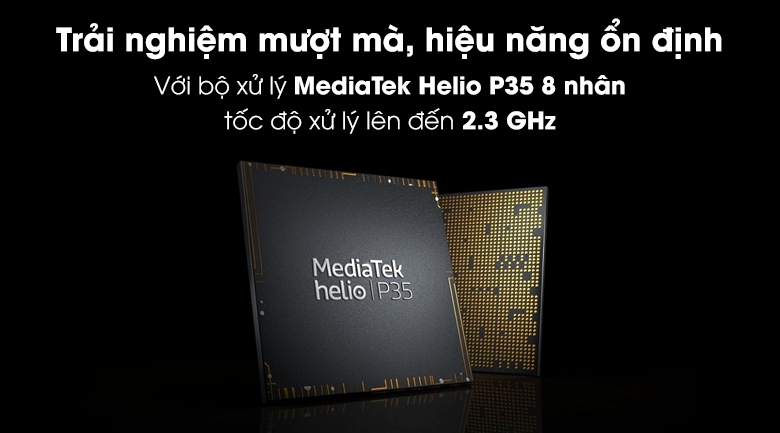 Trải nghiệm mượt mà, hiệu năng ổn định
Với bộ xử lý MediaTek Helio P35 8 nhân
tốc độ xử lý lên đến 2.3 GHz
MediaTek
helio | P35